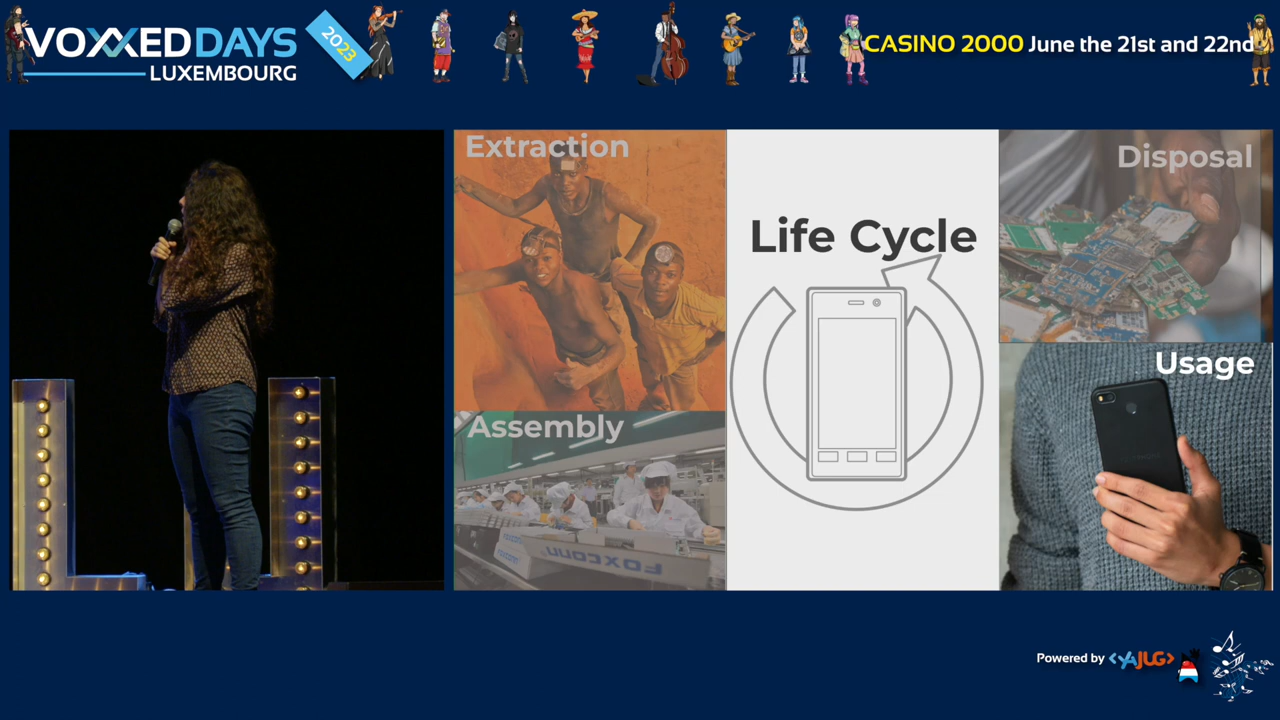 VOXXEDDAYS
LUXEMBOURG
2023
CASINO 2000 June the 21st and 22nd
Extraction
Assembly
FOXCONN
Life Cycle
Disposal
Usage
Powered by <YAJUG>